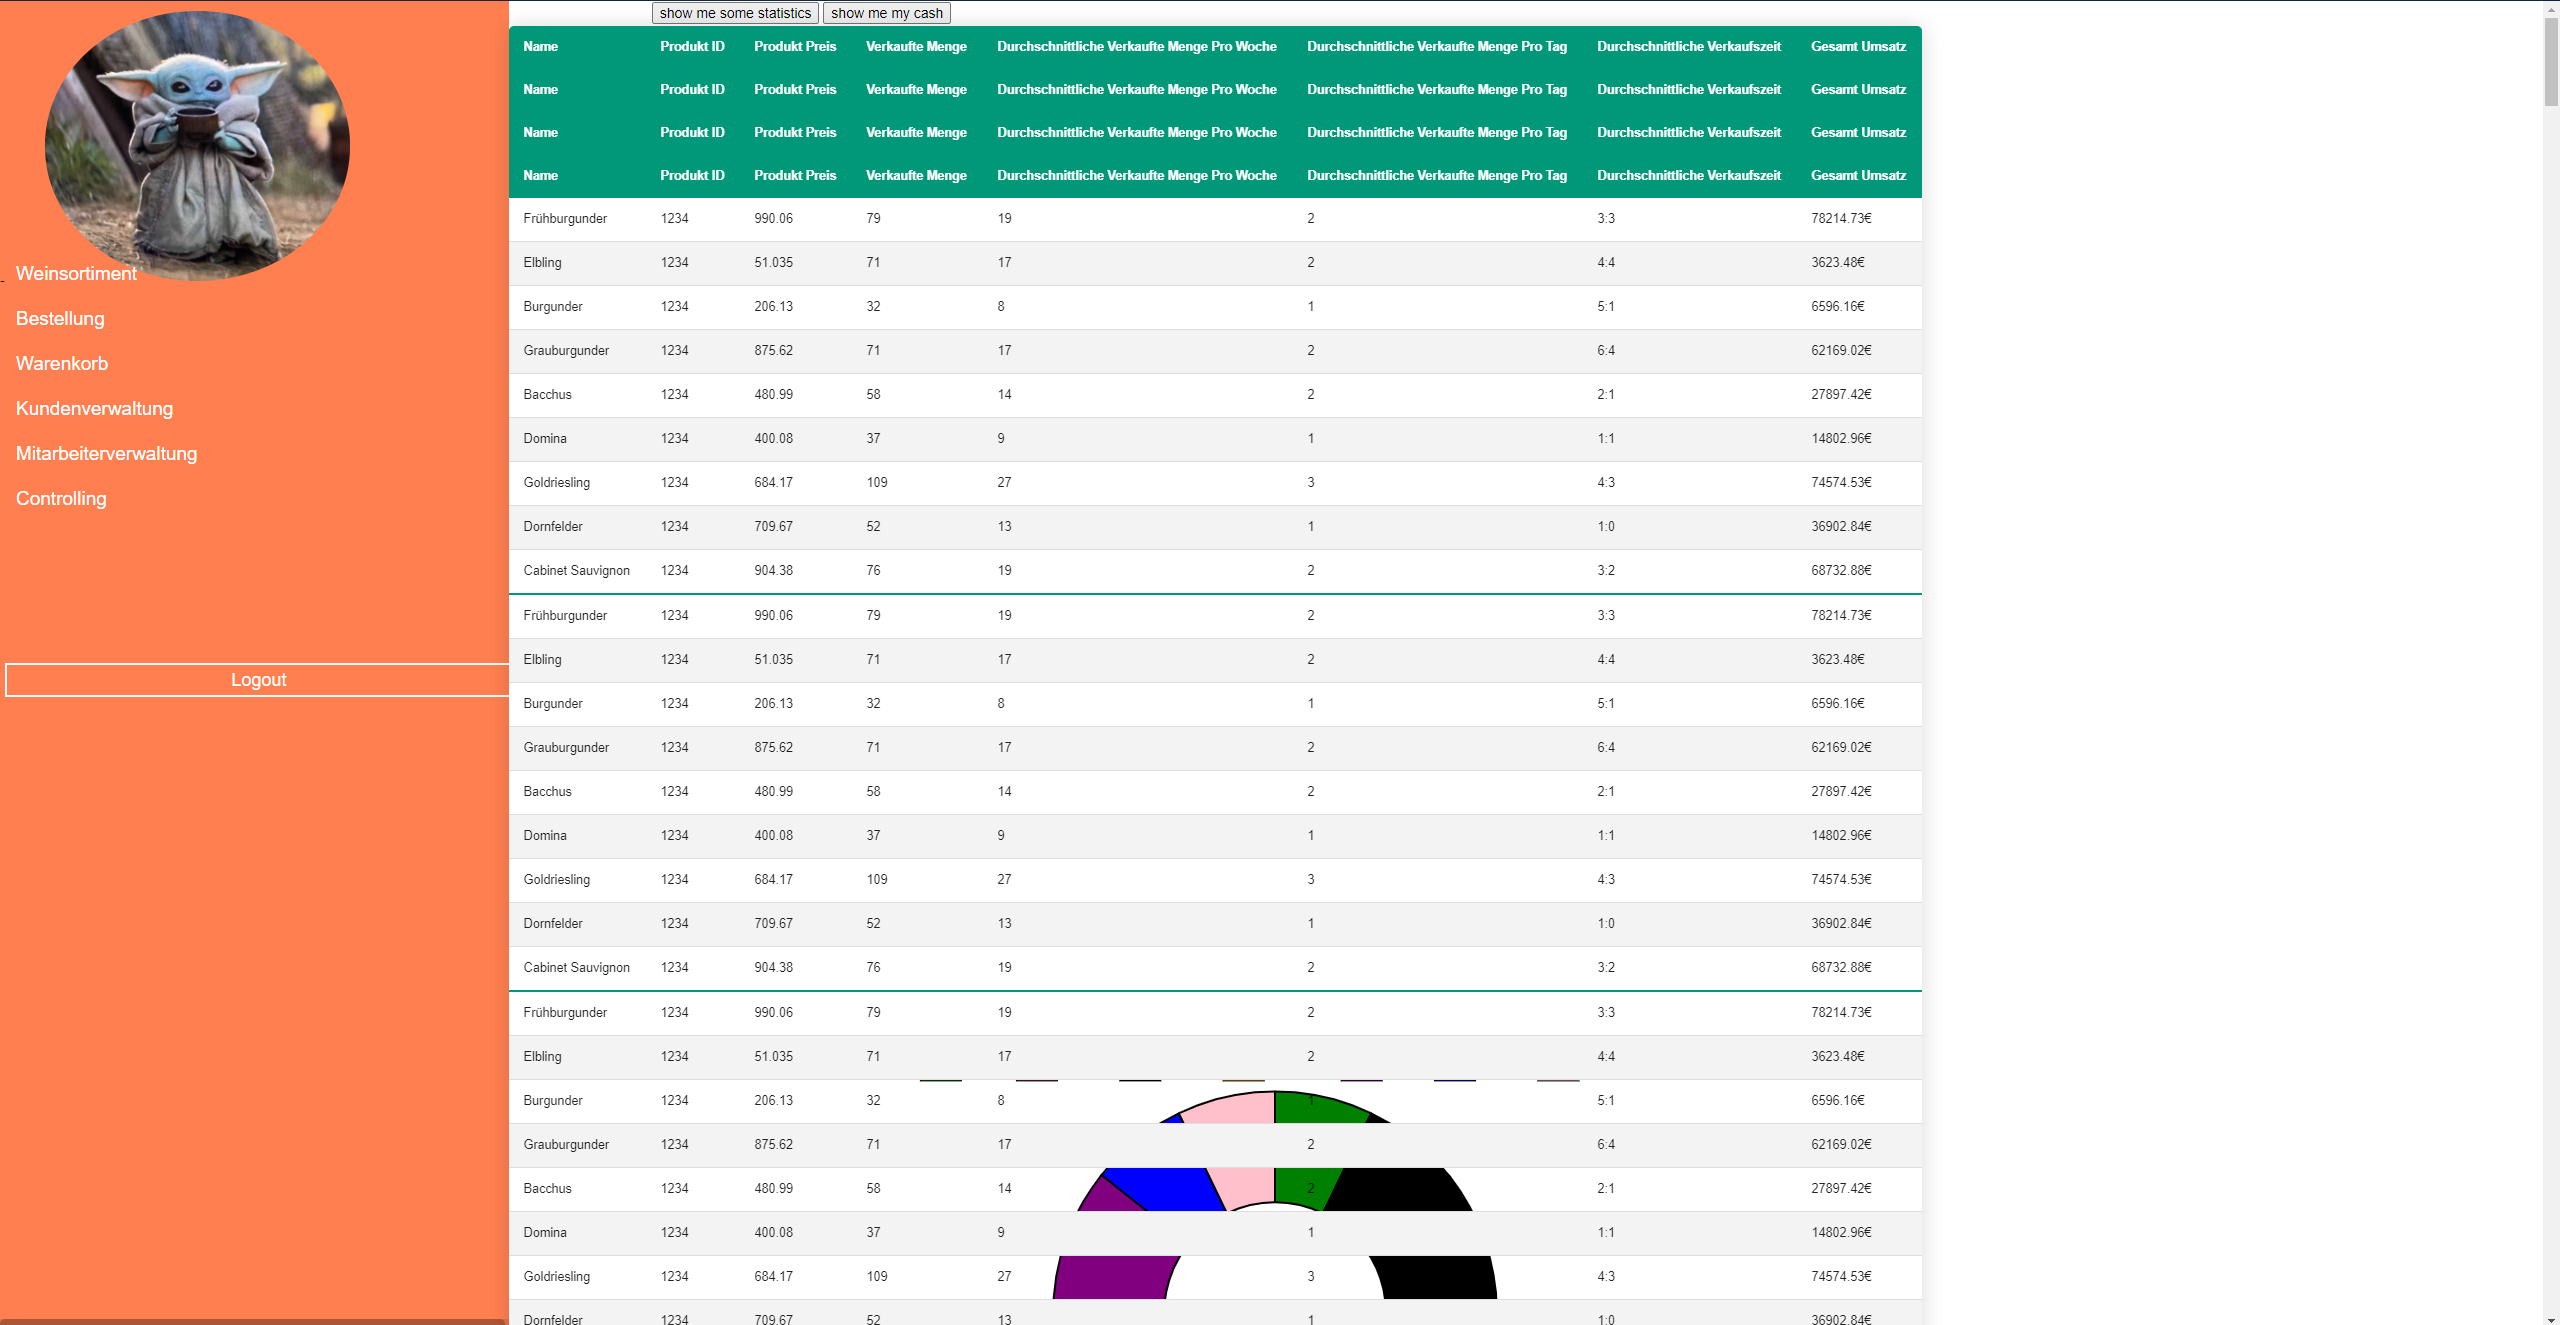 show me some statistics show me my cash
Weinsortiment
Bestellung
Warenkorb
Kundenverwaltung
Mitarbeiterverwaltung
Controlling
Logout
Name Produkt ID Produkt Preis Verkaufte Menge Durchschnittliche Verkaufte Menge Pro Woche Durchschnittliche Verkaufte Menge Pro Tag Durchschnittliche Verkaufszeit Gesamt Umsatz
Name Produkt ID Produkt Preis Verkaufte Menge Durchschnittliche Verkaufte Menge Pro Woche Durchschnittliche Verkaufte Menge Pro Tag Durchschnittliche Verkaufszeit Gesamt Umsatz
Name Produkt ID Produkt Preis Verkaufte Menge Durchschnittliche Verkaufte Menge Pro Woche Durchschnittliche Verkaufte Menge Pro Tag Durchschnittliche Verkaufszeit Gesamt Umsatz
Name Produkt ID Produkt Preis Verkaufte Menge Durchschnittliche Verkaufte Menge Pro Woche Durchschnittliche Verkaufte Menge Pro Tag Durchschnittliche Verkaufszeit Gesamt Umsatz
Frühburgunder 1234 990.06 79 19 2 3:3 78214.73€
Elbling 1234 51.035 71 17 2 4:4 3623.48€
Burgunder 1234 206.13 32 8 1 5:1 6596.16€
Grauburgunder 1234 875.62 71 17 2 6:4 62169.02€
Bacchus 1234 480.99 58 14 2 2:1 27897.42€
Domina 1234 400.08 37 9 1 1:1 14802.96€
Goldriesling 1234 684.17 109 27 3 4:3 74574.53€
Dornfelder 1234 709.67 52 13 1 1:0 36902.84€
Cabinet Sauvignon 1234 904.38 76 19 2 3:2 68732.88€
Frühburgunder 1234 990.06 79 19 2 3:3 78214.73€
Elbling 1234 51.035 71 17 2 4:4 3623.48€
Burgunder 1234 206.13 32 8 1 5:1 6596.16€
Grauburgunder 1234 875.62 71 17 2 6:4 62169.02€
Bacchus 1234 480.99 58 14 2 2:1 27897.42€
Domina 1234 400.08 37 9 1 1:1 14802.96€
Goldriesling 1234 684.17 109 27 3 4:3 74574.53€
Dornfelder 1234 709.67 52 13 1 1:0 36902.84€
Cabinet Sauvignon 1234 904.38 76 19 2 3:2 68732.88€
Frühburgunder 1234 990.06 79 19 2 3:3 78214.73€
Elbling 1234 51.035 71 17 2 4:4 3623.48€
Burgunder 1234 206.13 32 8 1 5:1 6596.16€
Grauburgunder 1234 875.62 71 17 2 6:4 62169.02€
Bacchus 1234 480.99 58 14 2 2:1 27897.42€
Domina 1234 400.08 37 9 1 1:1 14802.96€
Goldriesling 1234 684.17 109 27 3 4:3 74574.53€
Dornfelder 1234 709.67 52 13 1 1:0 36902.84€